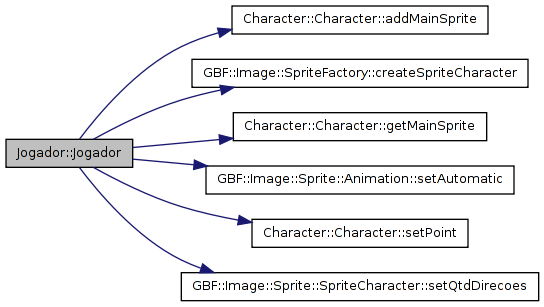 Character::Character::addMainSprite
GBF::Image::SpriteFactory::createSpriteCharacter
Character::Character::getMainSprite
Jogador::Jogador
GBF::Image::Sprite::Animation::setAutomatic
Character::Character::setPoint
GBF::Image::Sprite::SpriteCharacter::setQtdDirecoes